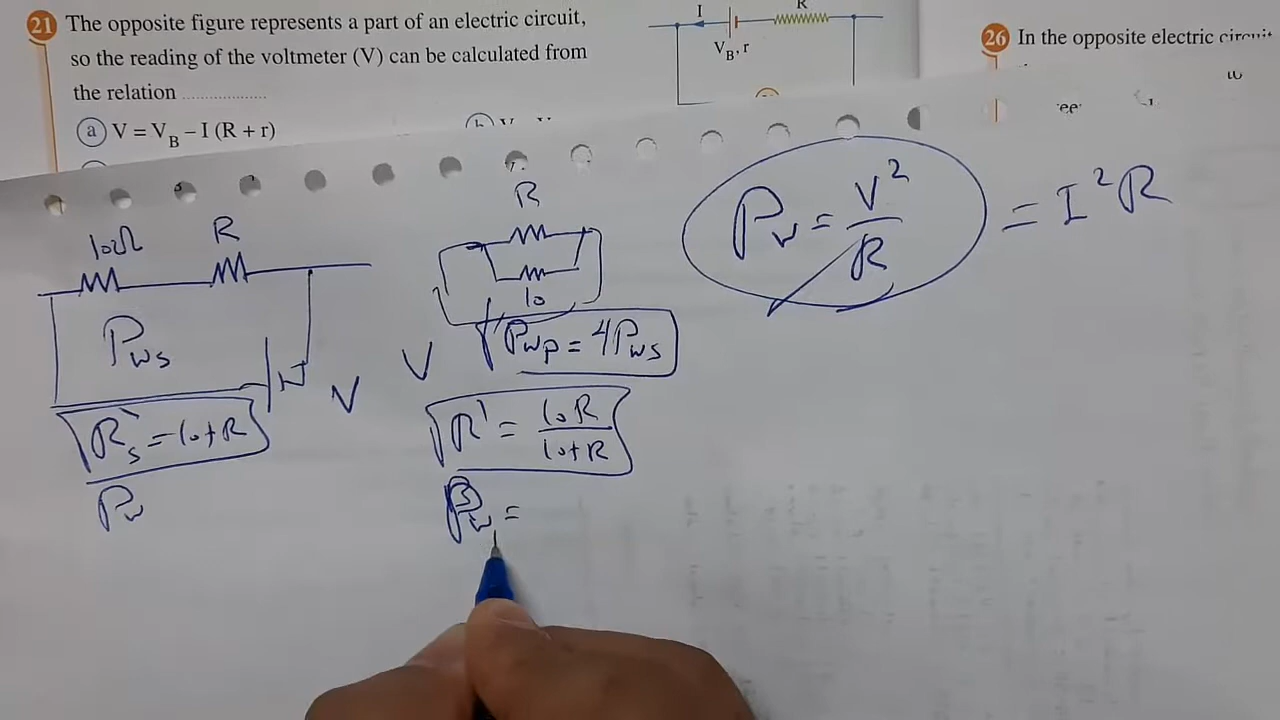 21 The opposite figure represents a part of an electric circuit,
so the reading of the voltmeter (V) can be calculated from
the relation ....................
a V = V_B – I (R + r)
I
R
V_B, r
26 In the opposite electric circuit
10Ω R
P_ws
V
R'_s = 10+R
P_w
R
10
P_wp = 4P_ws
V
R' = 10R / 10+R
P_w =
P_w = V² / R = I² R